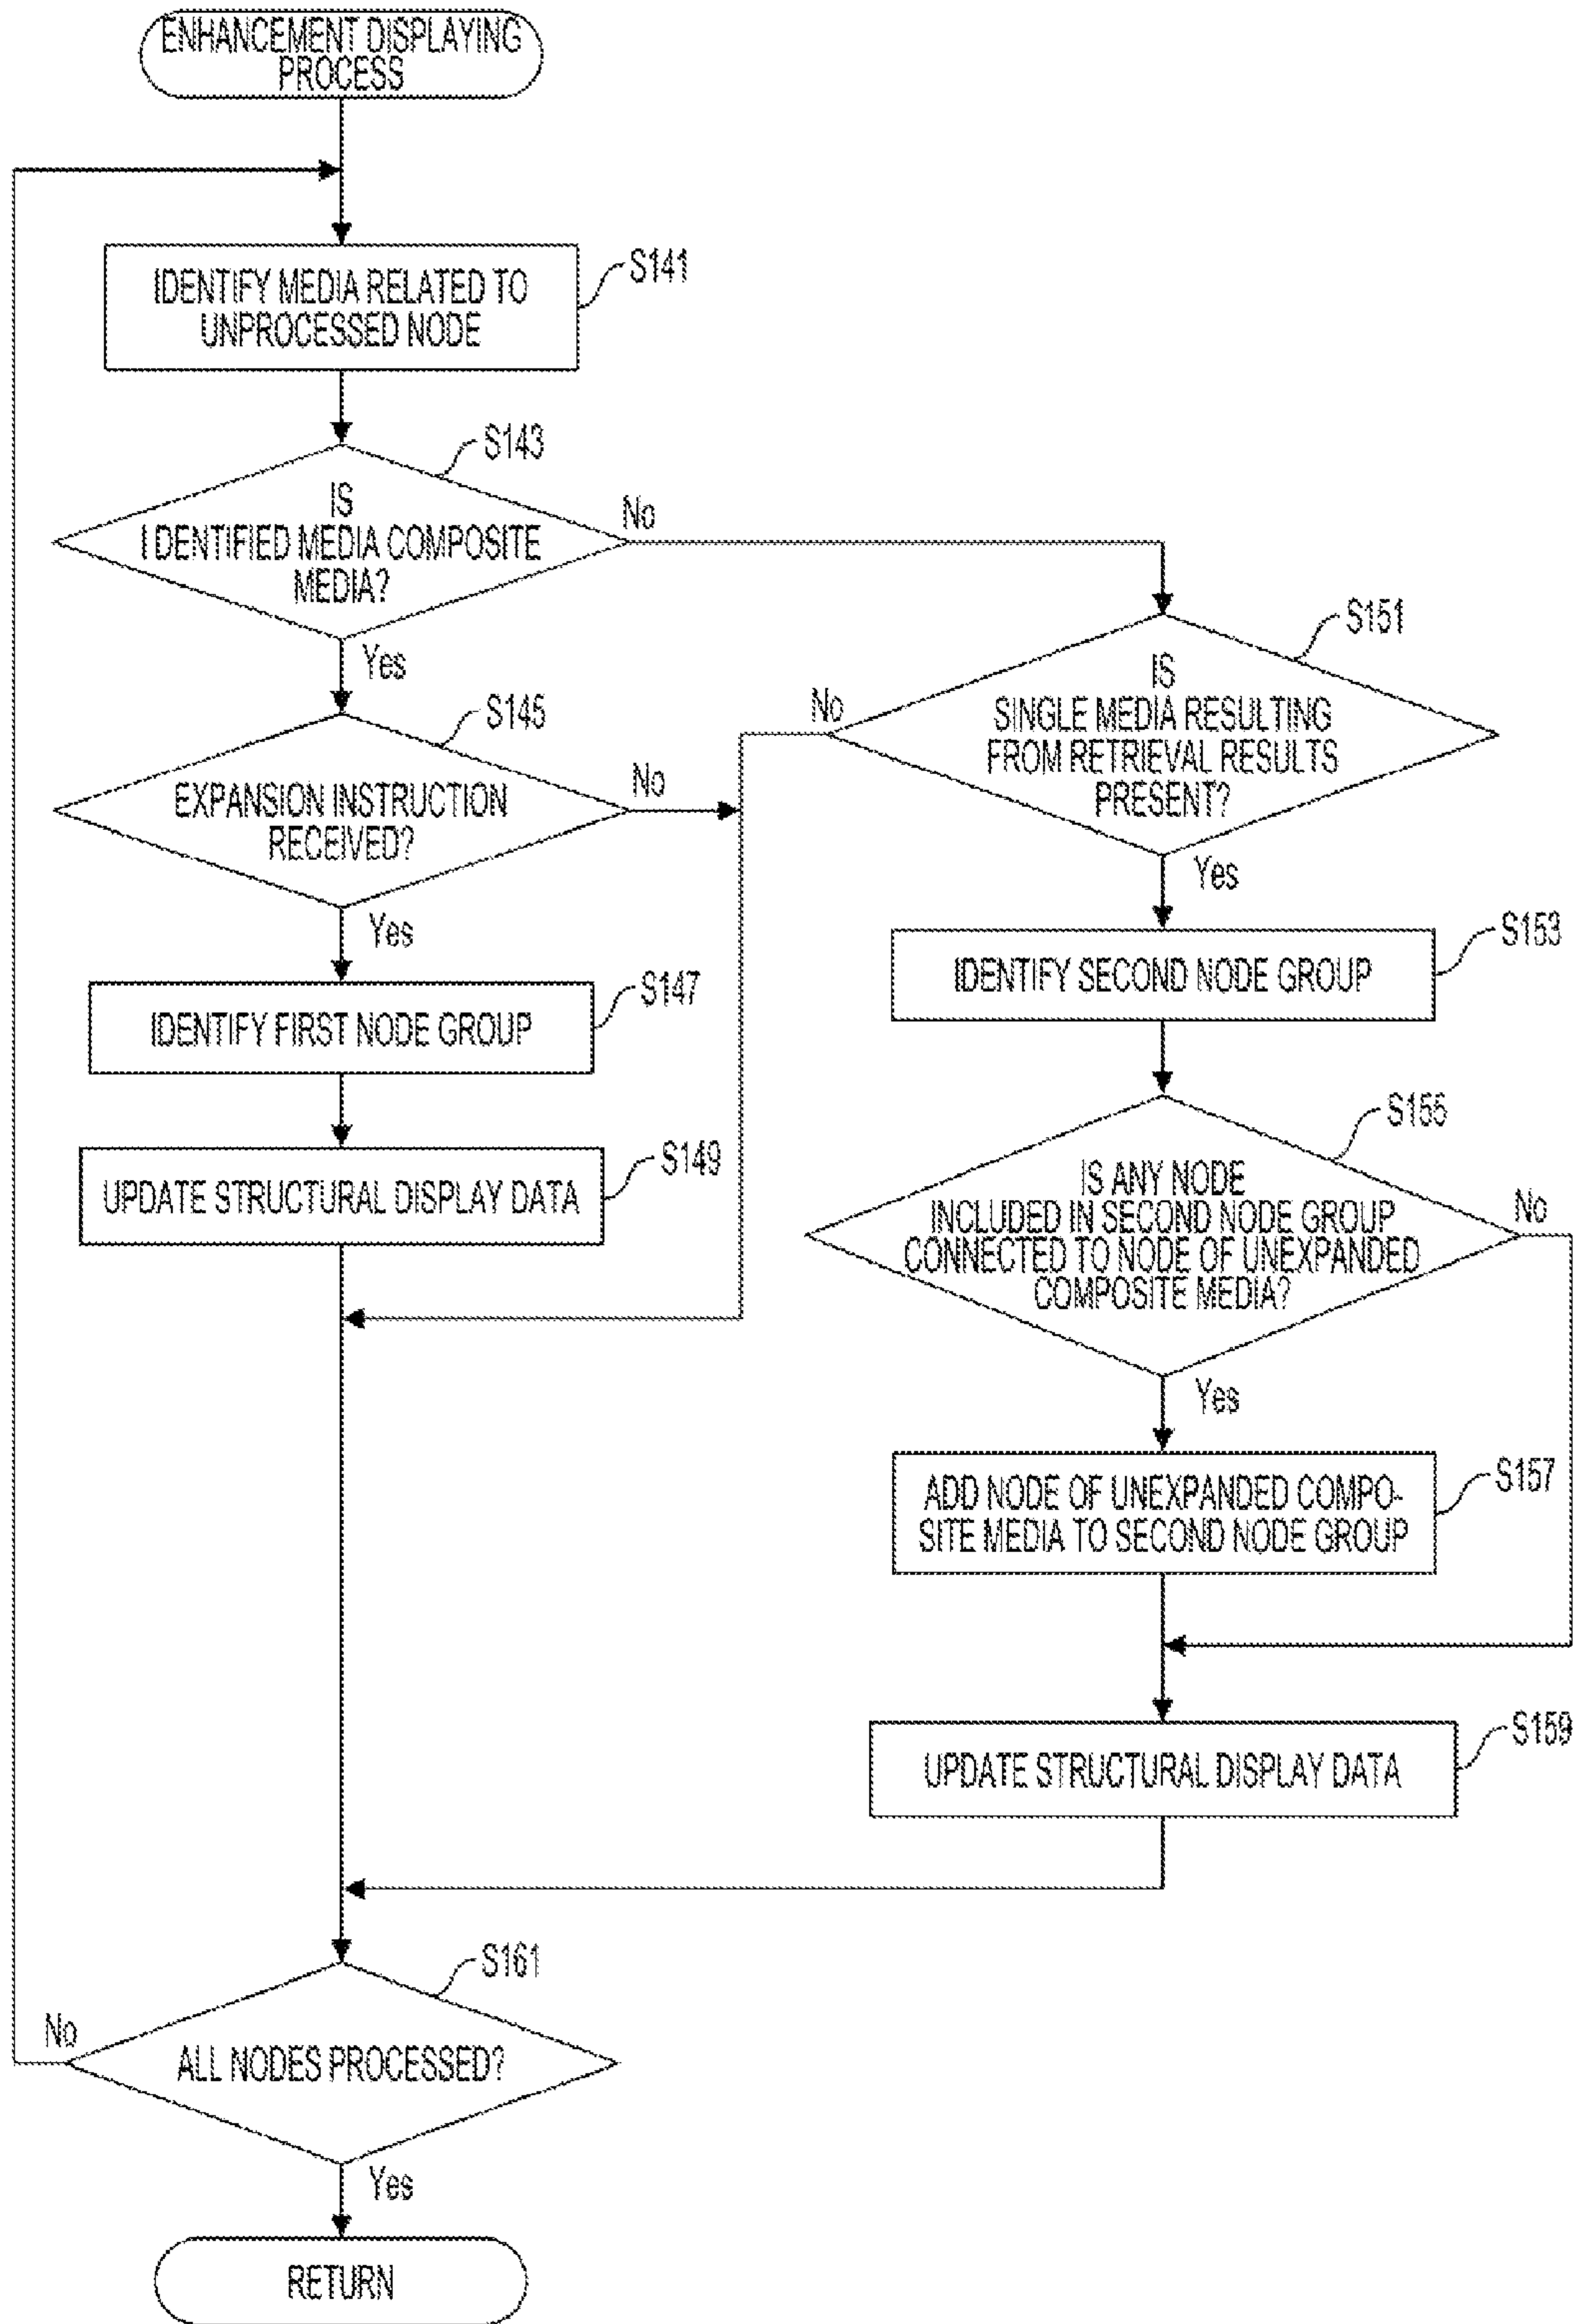 ENHANCEMENT DISPLAYING
PROCESS
S141
IDENTIFY MEDIA RELATED TO
UNPROCESSED NODE
S143
IS
I DENTIFIED MEDIA COMPOSITE
MEDIA?
No
Yes
S145
EXPANSION INSTRUCTION
RECEIVED?
No
Yes
S147
IDENTIFY FIRST NODE GROUP
S149
UPDATE STRUCTURAL DISPLAY DATA
S151
IS
SINGLE MEDIA RESULTING
FROM RETRIEVAL RESULTS
PRESENT?
No
Yes
S153
IDENTIFY SECOND NODE GROUP
S155
IS ANY NODE
INCLUDED IN SECOND NODE GROUP
CONNECTED TO NODE OF UNEXPANDED
COMPOSITE MEDIA?
No
Yes
S157
ADD NODE OF UNEXPANDED COMPO-
SITE MEDIA TO SECOND NODE GROUP
S159
UPDATE STRUCTURAL DISPLAY DATA
S161
ALL NODES PROCESSED?
No
Yes
RETURN